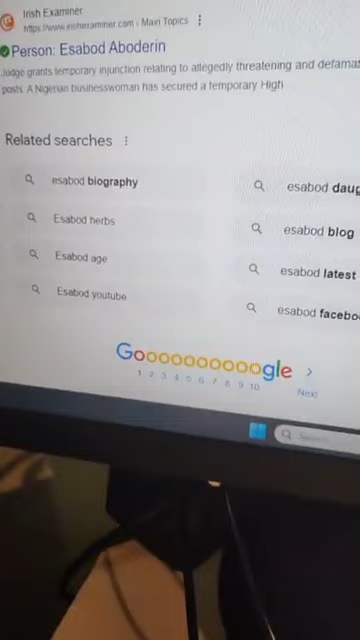 Irish Examiner
https://www.irishexaminer.com › Main Topics
Person: Esabod Aboderin
Judge grants temporary injunction relating to allegedly threatening and defamat
posts. A Nigerian businesswoman has secured a temporary High
Related searches
esabod biography
esabod daug
Esabod herbs
esabod blog
Esabod age
esabod latest
Esabod youtube
esabod facebo
Goooooooooogle
1 2 3 4 5 6 7 8 9 10
Next
Search